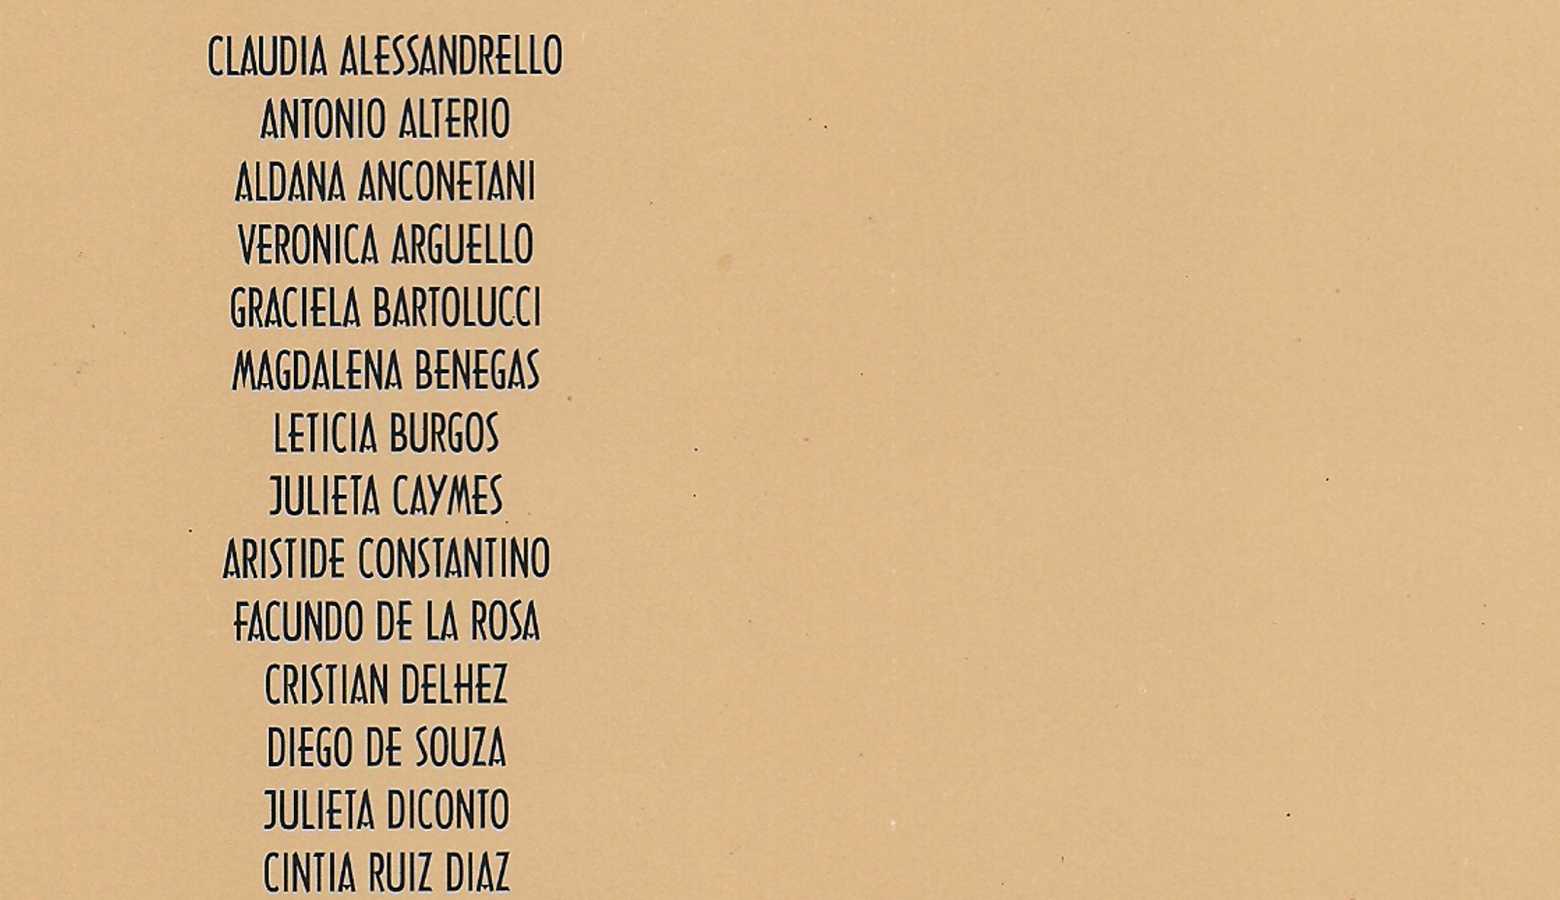 CLAUDIA ALESSANDRELLO
ANTONIO ALTERIO
ALDANA ANCONETANI
VERONICA ARGUELLO
GRACIELA BARTOLUCCI
MAGDALENA BENEGAS
LETICIA BURGOS
JULIETA CAYMES
ARISTIDE CONSTANTINO
FACUNDO DE LA ROSA
CRISTIAN DELHEZ
DIEGO DE SOUZA
JULIETA DICONTO
CINTIA RUIZ DIAZ